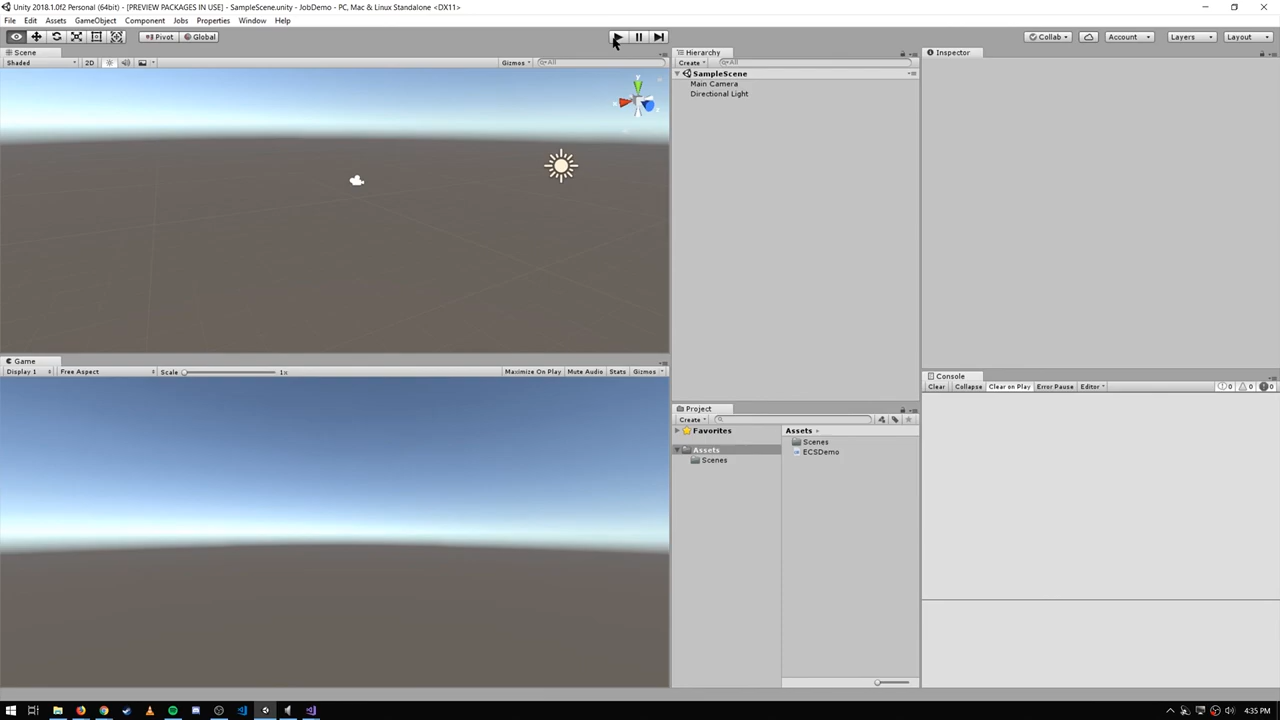 Unity 2018.1.0f2 Personal (64bit) - [PREVIEW PACKAGES IN USE] - SampleScene.unity - JobDemo - PC, Mac & Linux Standalone <DX11>
File Edit Assets GameObject Component Jobs Properties Window Help
Pivot Global Collab Account Layers Layout
Scene
Shaded 2D Gizmos All
y
Hierarchy
Create All
SampleScene
Main Camera
Directional Light
Inspector
Game
Display 1 Free Aspect Scale 1x Maximize On Play Mute Audio Stats Gizmos
Project
Create
Favorites
Assets
Scenes
Assets
Scenes
ECSDemo
Console
Clear Collapse Clear on Play Error Pause Editor 0 0 0
4:35 PM